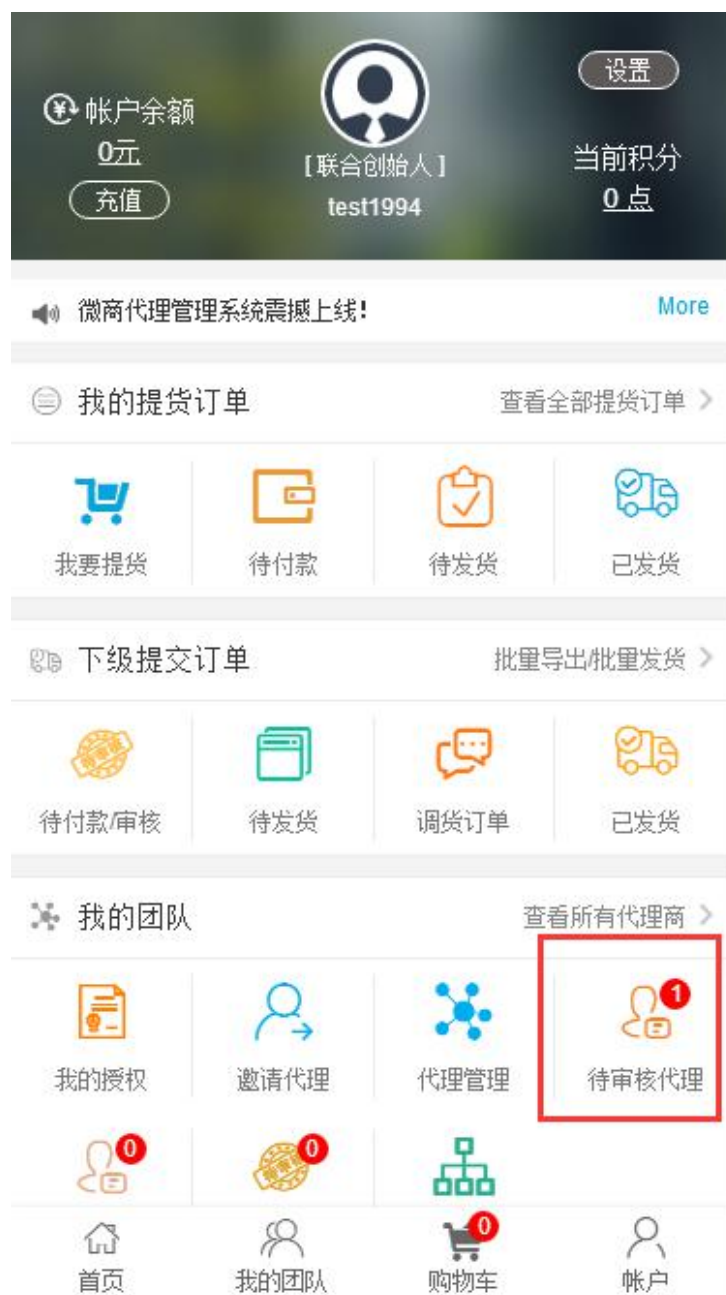 设置
帐户余额
0元
充值
[联合创始人]
test1994
当前积分
0 点
微商代理管理系统震撼上线!
More
我的提货订单
查看全部提货订单
我要提货
待付款
待发货
已发货
下级提交订单
批量导出/批量发货
待付款/审核
待发货
调货订单
已发货
我的团队
查看所有代理商
1
我的授权
邀请代理
代理管理
待审核代理
0
0
0
首页
我的团队
购物车
帐户